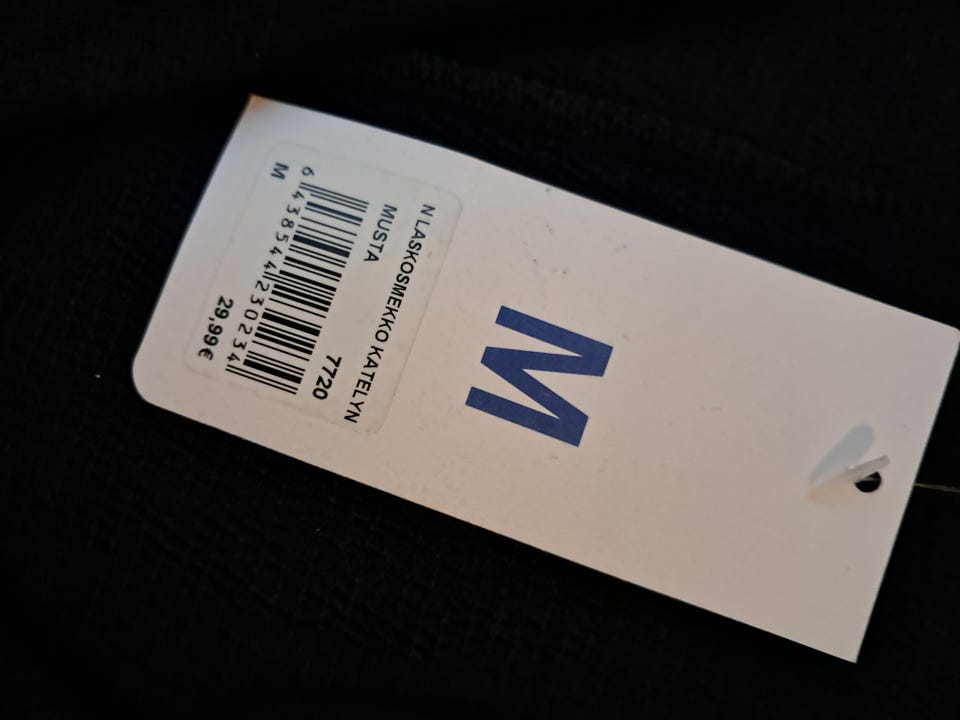 M
N LASKOSMEKKO KATELYN
MUSTA 7720
6 438544 230234
M 29,99€